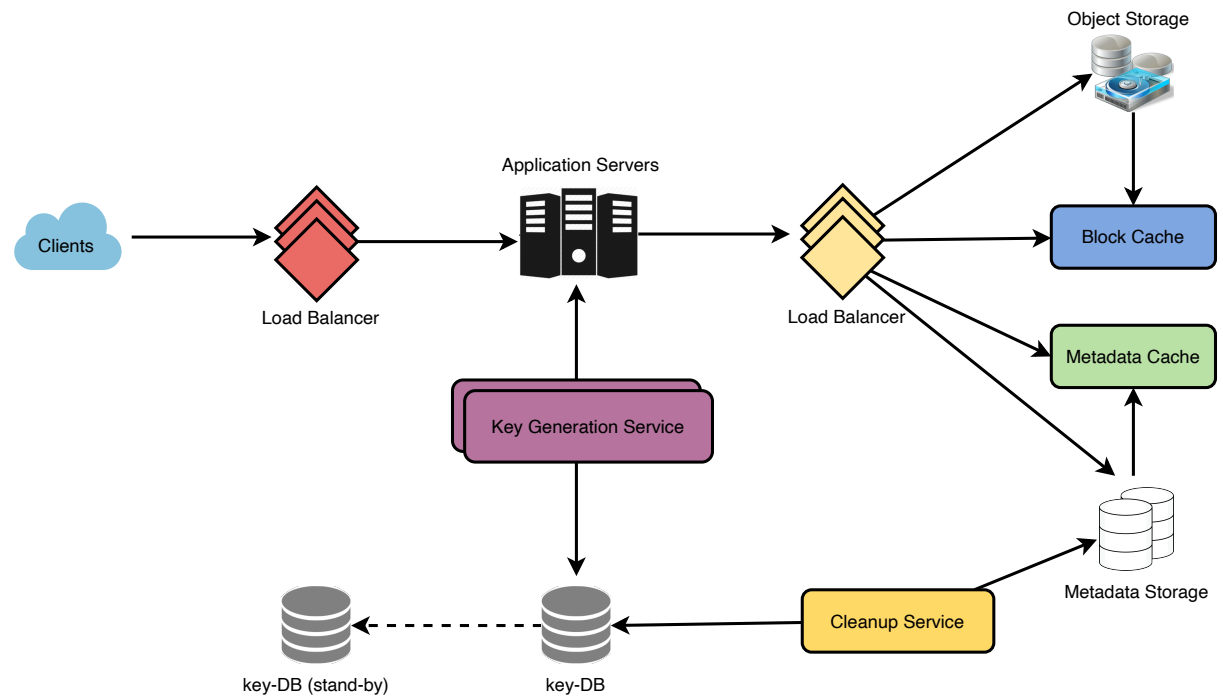 Object Storage
Application Servers
Clients
Block Cache
Load Balancer
Load Balancer
Metadata Cache
Key Generation Service
Metadata Storage
Cleanup Service
key-DB (stand-by)
key-DB